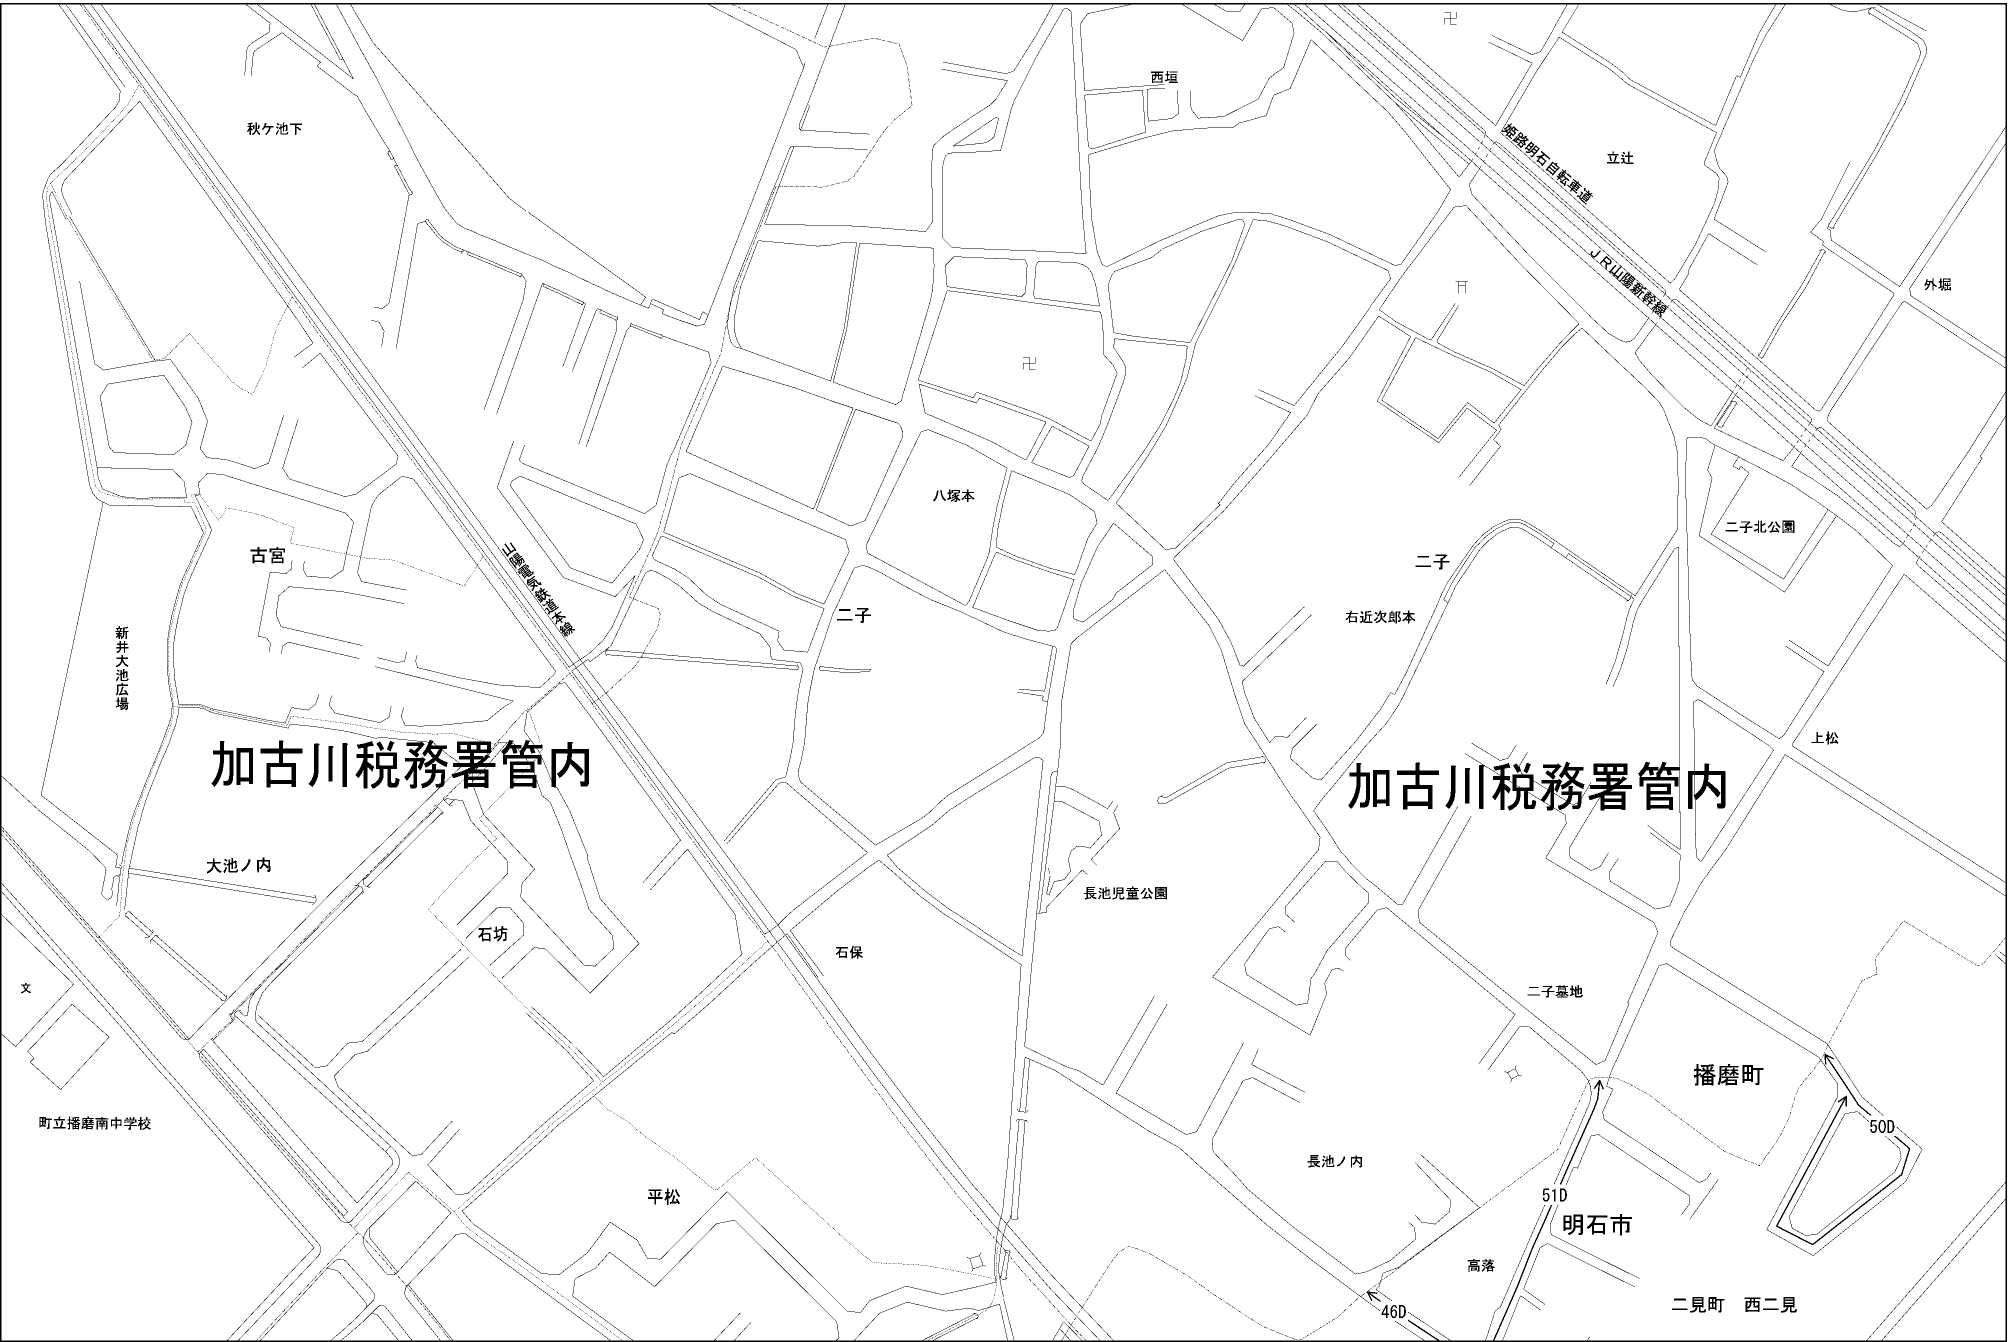 西垣
秋ケ池下
姫路明石自転車道
立辻
JR山陽新幹線
外堀
八塚本
二子北公園
古宮
山陽電気鉄道本線
二子
二子
右近次郎本
新井大池広場
上松
加古川税務署管内
加古川税務署管内
大池ノ内
長池児童公園
石坊
石保
文
二子墓地
播磨町
町立播磨南中学校
50D
長池ノ内
平松
51D
明石市
高落
46D
二見町 西二見